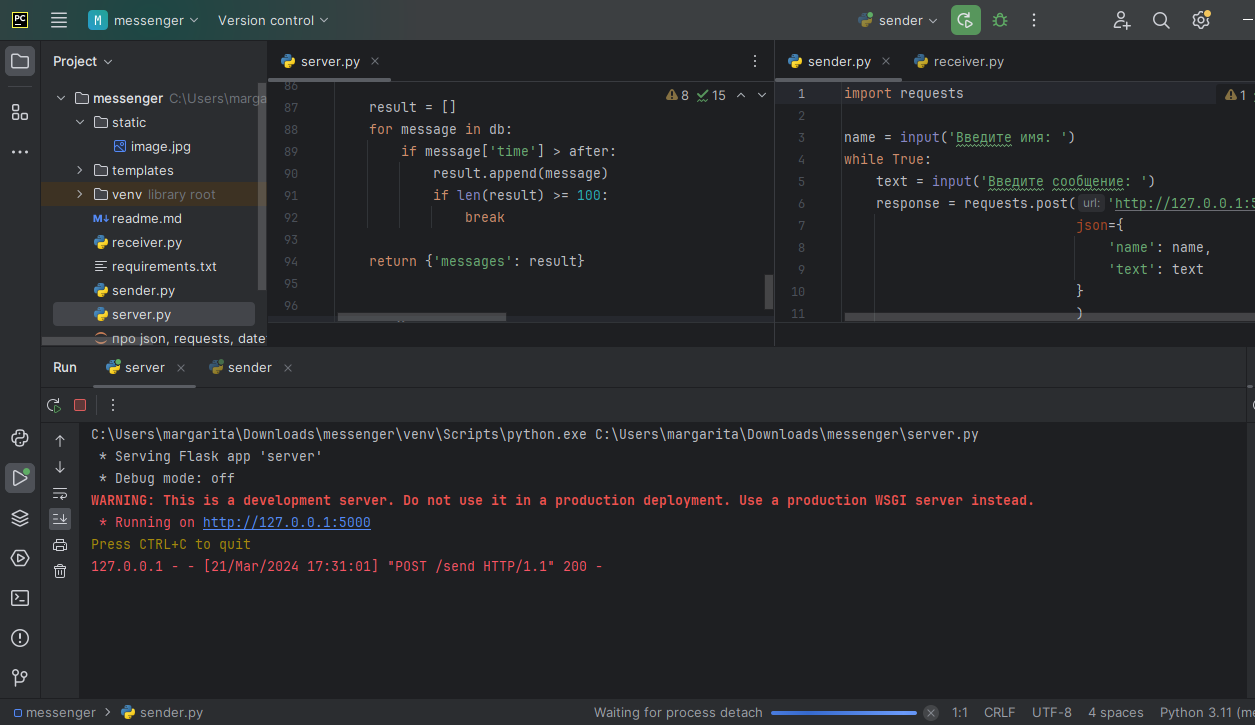 PC
M messenger Version control sender
Project
messenger C:\Users\marga
static
image.jpg
templates
venv library root
M↓ readme.md
receiver.py
requirements.txt
sender.py
server.py
npo json, requests, date
server.py
8 15
86
87 result = []
88 for message in db:
89 if message['time'] > after:
90 result.append(message)
91 if len(result) >= 100:
92 break
93
94 return {'messages': result}
95
96
sender.py receiver.py
1 import requests
1
2
3 name = input('Введите имя: ')
4 while True:
5 text = input('Введите сообщение: ')
6 response = requests.post( url: 'http://127.0.0.1:5
7 json={
8 'name': name,
9 'text': text
10 }
11 )
Run server sender
C:\Users\margarita\Downloads\messenger\venv\Scripts\python.exe C:\Users\margarita\Downloads\messenger\server.py
* Serving Flask app 'server'
* Debug mode: off
WARNING: This is a development server. Do not use it in a production deployment. Use a production WSGI server instead.
* Running on http://127.0.0.1:5000
Press CTRL+C to quit
127.0.0.1 - - [21/Mar/2024 17:31:01] "POST /send HTTP/1.1" 200 -
messenger > sender.py Waiting for process detach 1:1 CRLF UTF-8 4 spaces Python 3.11 (me